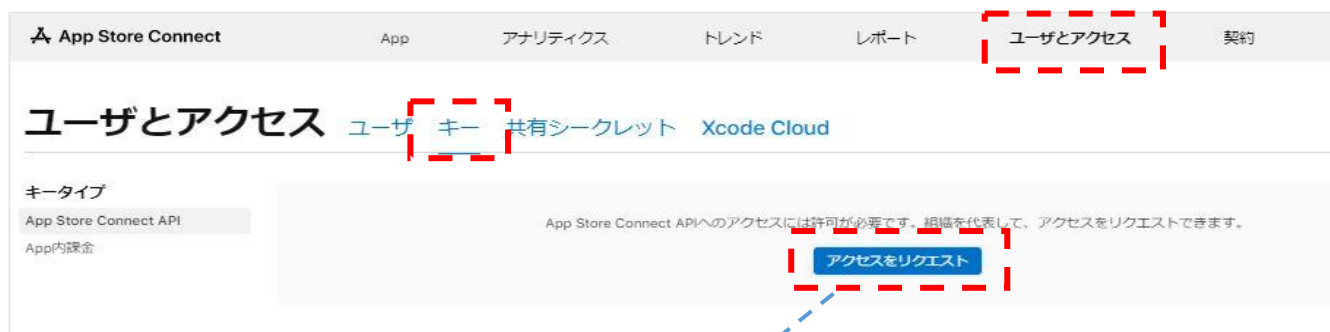 App Store Connect App アナリティクス トレンド レポート ユーザとアクセス 契約
ユーザとアクセス ユーザ キー 共有シークレット Xcode Cloud
キータイプ
App Store Connect API
App内課金
App Store Connect APIへのアクセスには許可が必要です。組織を代表して、アクセスをリクエストできます。
アクセスをリクエスト